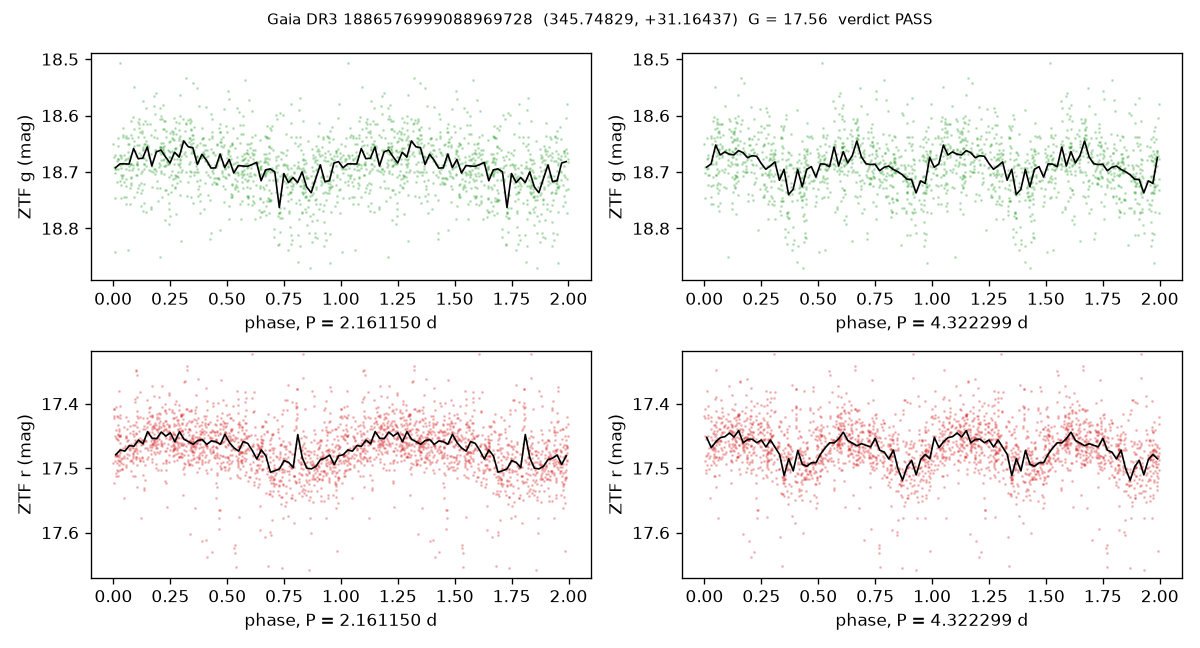 Gaia DR3 1886576999088969728  (345.74829, +31.16437)  G = 17.56  verdict PASS
18.5
18.6
18.7
18.8
ZTF g (mag)
0.00 0.25 0.50 0.75 1.00 1.25 1.50 1.75 2.00
phase, P = 2.161150 d
18.5
18.6
18.7
18.8
ZTF g (mag)
0.00 0.25 0.50 0.75 1.00 1.25 1.50 1.75 2.00
phase, P = 4.322299 d
17.4
17.5
17.6
ZTF r (mag)
0.00 0.25 0.50 0.75 1.00 1.25 1.50 1.75 2.00
phase, P = 2.161150 d
17.4
17.5
17.6
ZTF r (mag)
0.00 0.25 0.50 0.75 1.00 1.25 1.50 1.75 2.00
phase, P = 4.322299 d